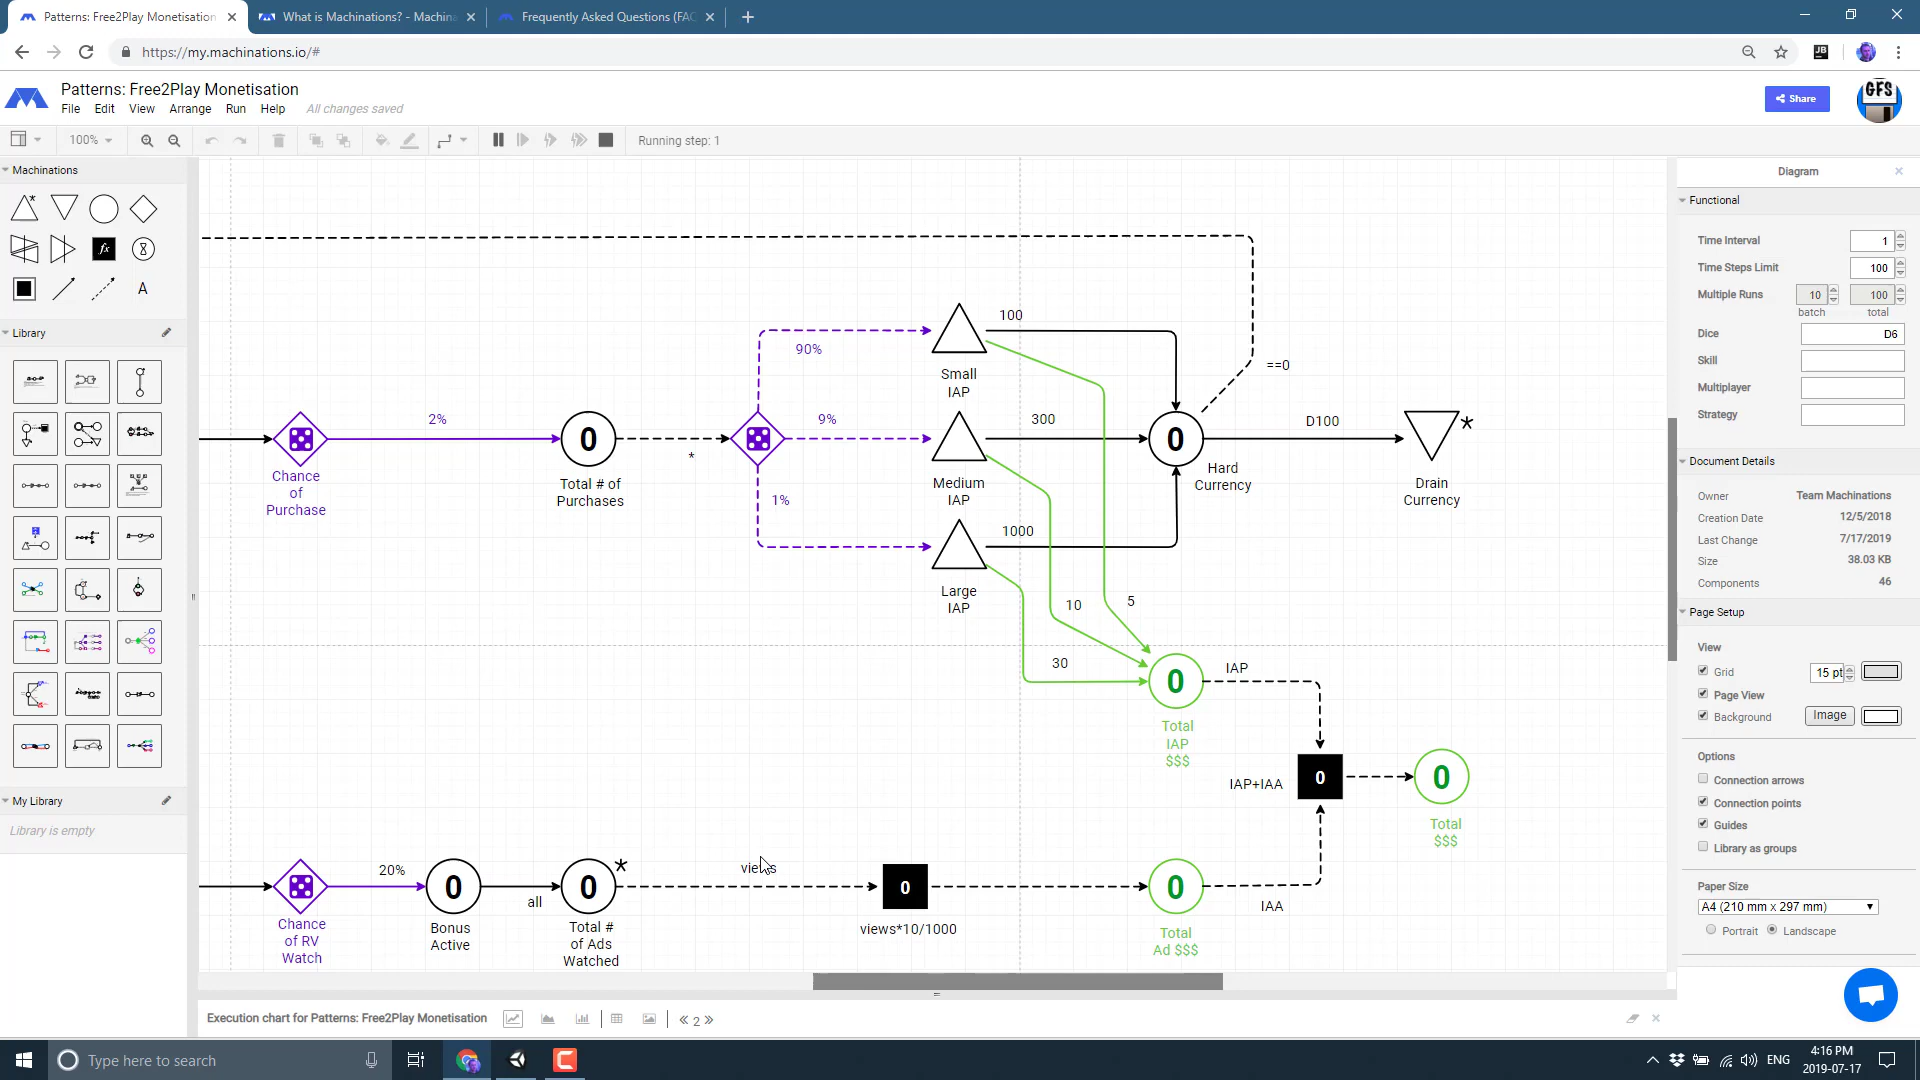 Patterns: Free2Play Monetisation
What is Machinations? - Machina
Frequently Asked Questions (FAQ
https://my.machinations.io/#
JB
Patterns: Free2Play Monetisation
File Edit View Arrange Run Help All changes saved
Share
GFS
100%
Running step: 1
Machinations
fx
A
Library
My Library
Library is empty
100
90%
Small
IAP
==0
2%
9%
300
D100
0
0
*
*
Chance
of
Purchase
Total # of
Purchases
1%
Medium
IAP
Hard
Currency
Drain
Currency
1000
Large
IAP
10
5
30
IAP
0
Total
IAP
$$$
IAP+IAA
0
0
Total
$$$
20%
*
views
0
all
0
0
0
IAA
Chance
of RV
Watch
Bonus
Active
Total #
of Ads
Watched
views*10/1000
Total
Ad $$$
Execution chart for Patterns: Free2Play Monetisation
« 2 »
Diagram
Functional
Time Interval 1
Time Steps Limit 100
Multiple Runs 10 100
batch total
Dice D6
Skill
Multiplayer
Strategy
Document Details
Owner Team Machinations
Creation Date 12/5/2018
Last Change 7/17/2019
Size 38.03 KB
Components 46
Page Setup
View
Grid 15 pt
Page View
Background Image
Options
Connection arrows
Connection points
Guides
Library as groups
Paper Size
A4 (210 mm x 297 mm)
Portrait Landscape
Type here to search
ENG
4:16 PM
2019-07-17